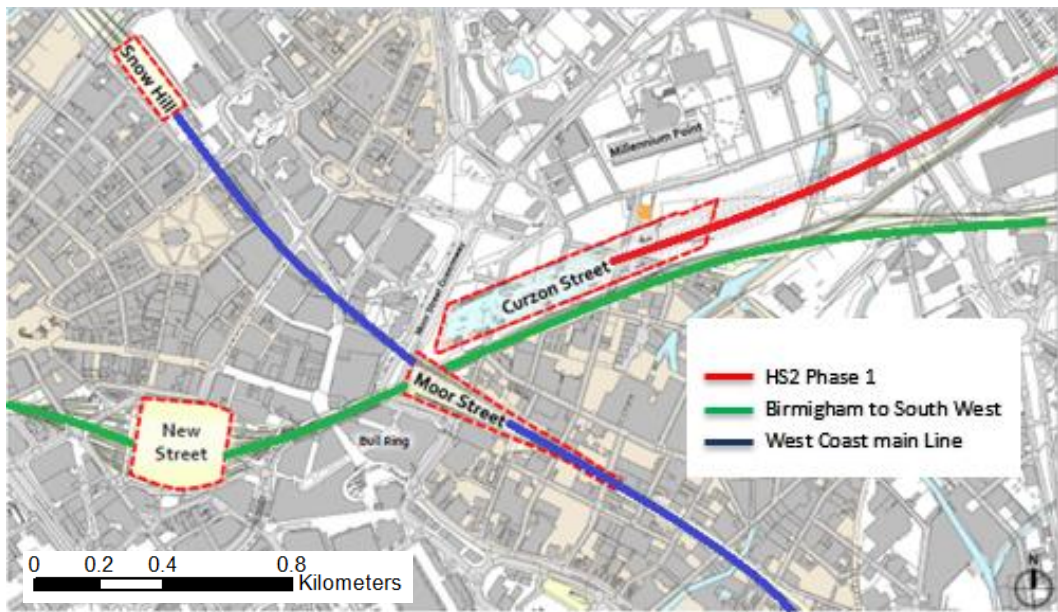 Snow Hill
Millennium Point
Moor Street Queensway
Curzon Street
Moor Street
Bull Ring
New
Street
HS2 Phase 1
Birmigham to South West
West Coast main Line
0 0.2 0.4 0.8
Kilometers
N